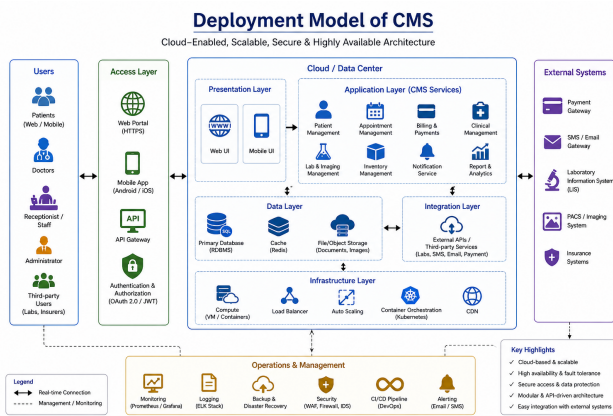 Deployment Model of CMS
Cloud–Enabled, Scalable, Secure & Highly Available Architecture
Users
Patients
(Web / Mobile)
Doctors
Receptionist /
Staff
Administrator
Third-party
Users
(Labs, Insurers)
Access Layer
Web Portal
(HTTPS)
Mobile App
(Android / iOS)
API
API Gateway
Authentication &
Authorization
(OAuth 2.0 / JWT)
Cloud / Data Center
Presentation Layer
WWW
Web UI
Mobile UI
Application Layer (CMS Services)
Patient
Management
Appointment
Management
Billing &
Payments
Clinical
Management
Lab & Imaging
Management
Inventory
Management
Notification
Service
Report &
Analytics
Data Layer
SQL
Primary Database
(RDBMS)
Cache
(Redis)
File/Object Storage
(Documents, Images)
Integration Layer
External APIs /
Third-party Services
(Labs, SMS, Email, Payment)
Infrastructure Layer
Compute
(VM / Containers)
Load Balancer
Auto Scaling
Container Orchestration
(Kubernetes)
CDN
External Systems
Payment
Gateway
SMS / Email
Gateway
Laboratory
Information System
(LIS)
PACS / Imaging
System
Insurance
Systems
Operations & Management
Monitoring
(Prometheus / Grafana)
Logging
(ELK Stack)
Backup &
Disaster Recovery
Security
(WAF, Firewall, IDS)
CI/CD Pipeline
(DevOps)
Alerting
(Email / SMS)
Legend
Real-time Connection
Management / Monitoring
Key Highlights
✓ Cloud-based & scalable
✓ High availability & fault tolerance
✓ Secure access & data protection
✓ Modular & API-driven architecture
✓ Easy integration with external systems